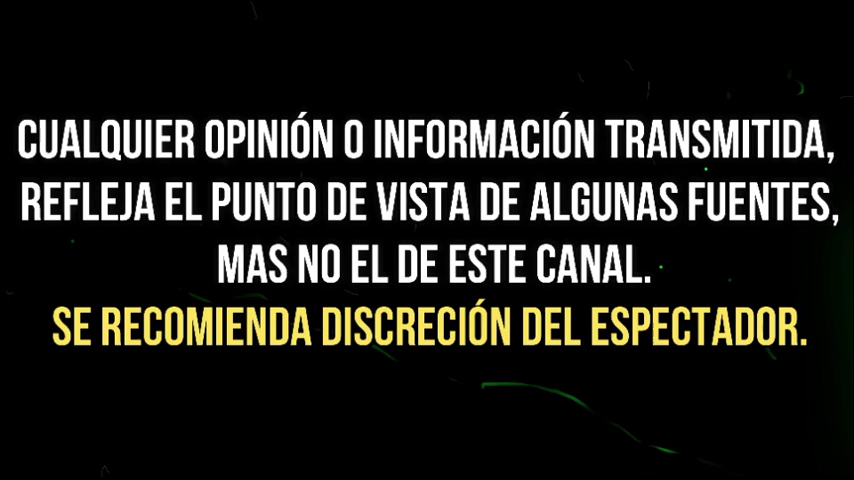 CUALQUIER OPINIÓN O INFORMACIÓN TRANSMITIDA,
REFLEJA EL PUNTO DE VISTA DE ALGUNAS FUENTES,
MAS NO EL DE ESTE CANAL.
SE RECOMIENDA DISCRECIÓN DEL ESPECTADOR.